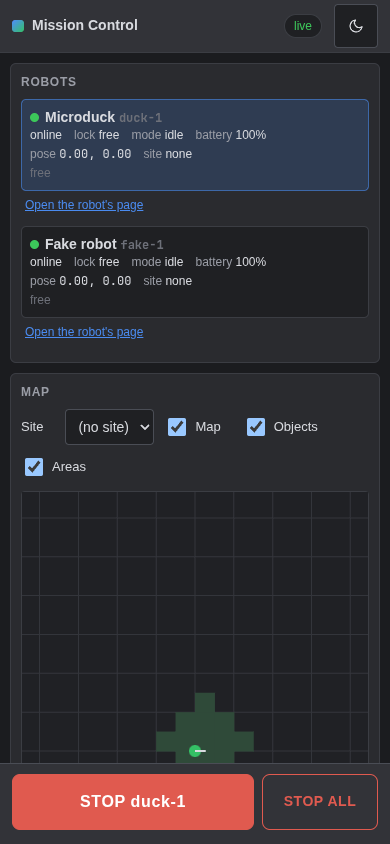 Mission Control
live
ROBOTS
Microduck duck-1
online lock free mode idle battery 100%
pose 0.00, 0.00 site none
free
Open the robot's page
Fake robot fake-1
online lock free mode idle battery 100%
pose 0.00, 0.00 site none
free
Open the robot's page
MAP
Site (no site) Map Objects
Areas
STOP duck-1 STOP ALL